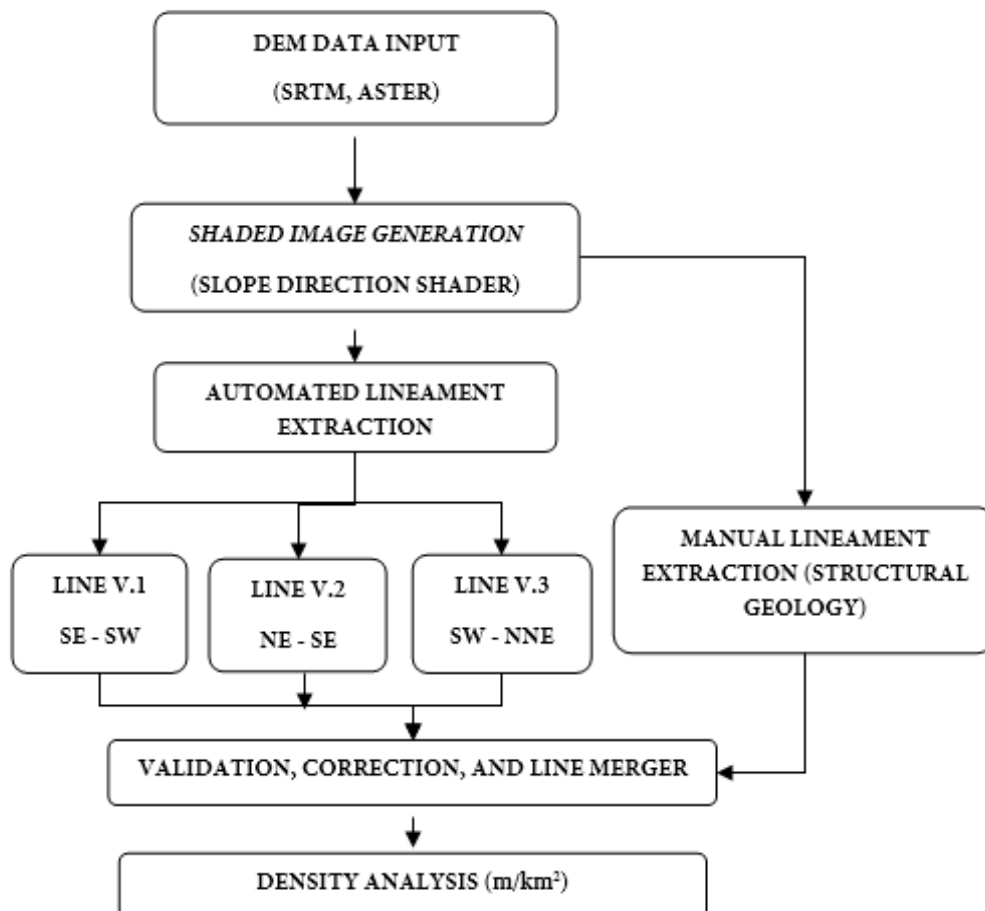 DEM DATA INPUT
(SRTM, ASTER)
SHADED IMAGE GENERATION
(SLOPE DIRECTION SHADER)
AUTOMATED LINEAMENT
EXTRACTION
LINE V.1
SE - SW
LINE V.2
NE - SE
LINE V.3
SW - NNE
MANUAL LINEAMENT
EXTRACTION (STRUCTURAL
GEOLOGY)
VALIDATION, CORRECTION, AND LINE MERGER
DENSITY ANALYSIS (m/km²)